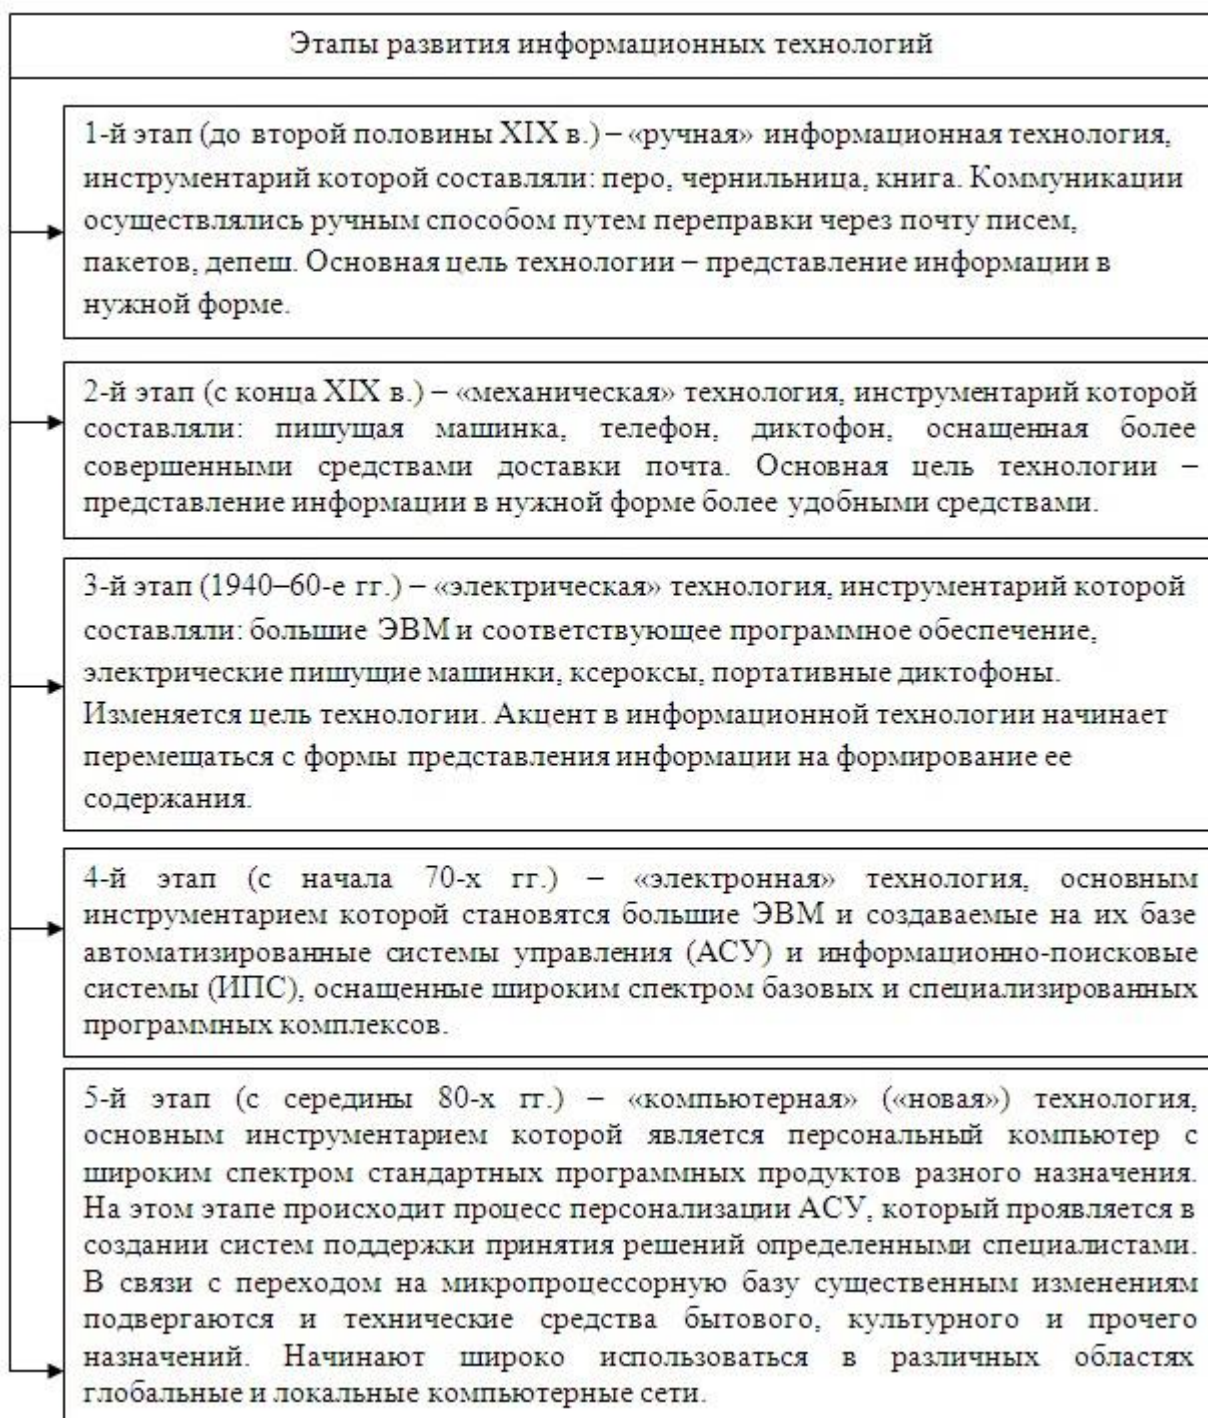 Этапы развития информационных технологий
1-й этап (до второй половины XIX в.) – «ручная» информационная технология,
инструментарий которой составляли: перо, чернильница, книга. Коммуникации
осуществлялись ручным способом путем переправки через почту писем,
пакетов, депеш. Основная цель технологии – представление информации в
нужной форме.
2-й этап (с конца XIX в.) – «механическая» технология, инструментарий которой
составляли: пишущая машинка, телефон, диктофон, оснащенная более
совершенными средствами доставки почта. Основная цель технологии –
представление информации в нужной форме более удобными средствами.
3-й этап (1940–60-е гг.) – «электрическая» технология, инструментарий которой
составляли: большие ЭВМ и соответствующее программное обеспечение,
электрические пишущие машинки, ксероксы, портативные диктофоны.
Изменяется цель технологии. Акцент в информационной технологии начинает
перемещаться с формы представления информации на формирование ее
содержания.
4-й этап (с начала 70-х гг.) – «электронная» технология, основным
инструментарием которой становятся большие ЭВМ и создаваемые на их базе
автоматизированные системы управления (АСУ) и информационно-поисковые
системы (ИПС), оснащенные широким спектром базовых и специализированных
программных комплексов.
5-й этап (с середины 80-х гг.) – «компьютерная» («новая») технология,
основным инструментарием которой является персональный компьютер с
широким спектром стандартных программных продуктов разного назначения.
На этом этапе происходит процесс персонализации АСУ, который проявляется в
создании систем поддержки принятия решений определенными специалистами.
В связи с переходом на микропроцессорную базу существенным изменениям
подвергаются и технические средства бытового, культурного и прочего
назначений. Начинают широко использоваться в различных областях
глобальные и локальные компьютерные сети.